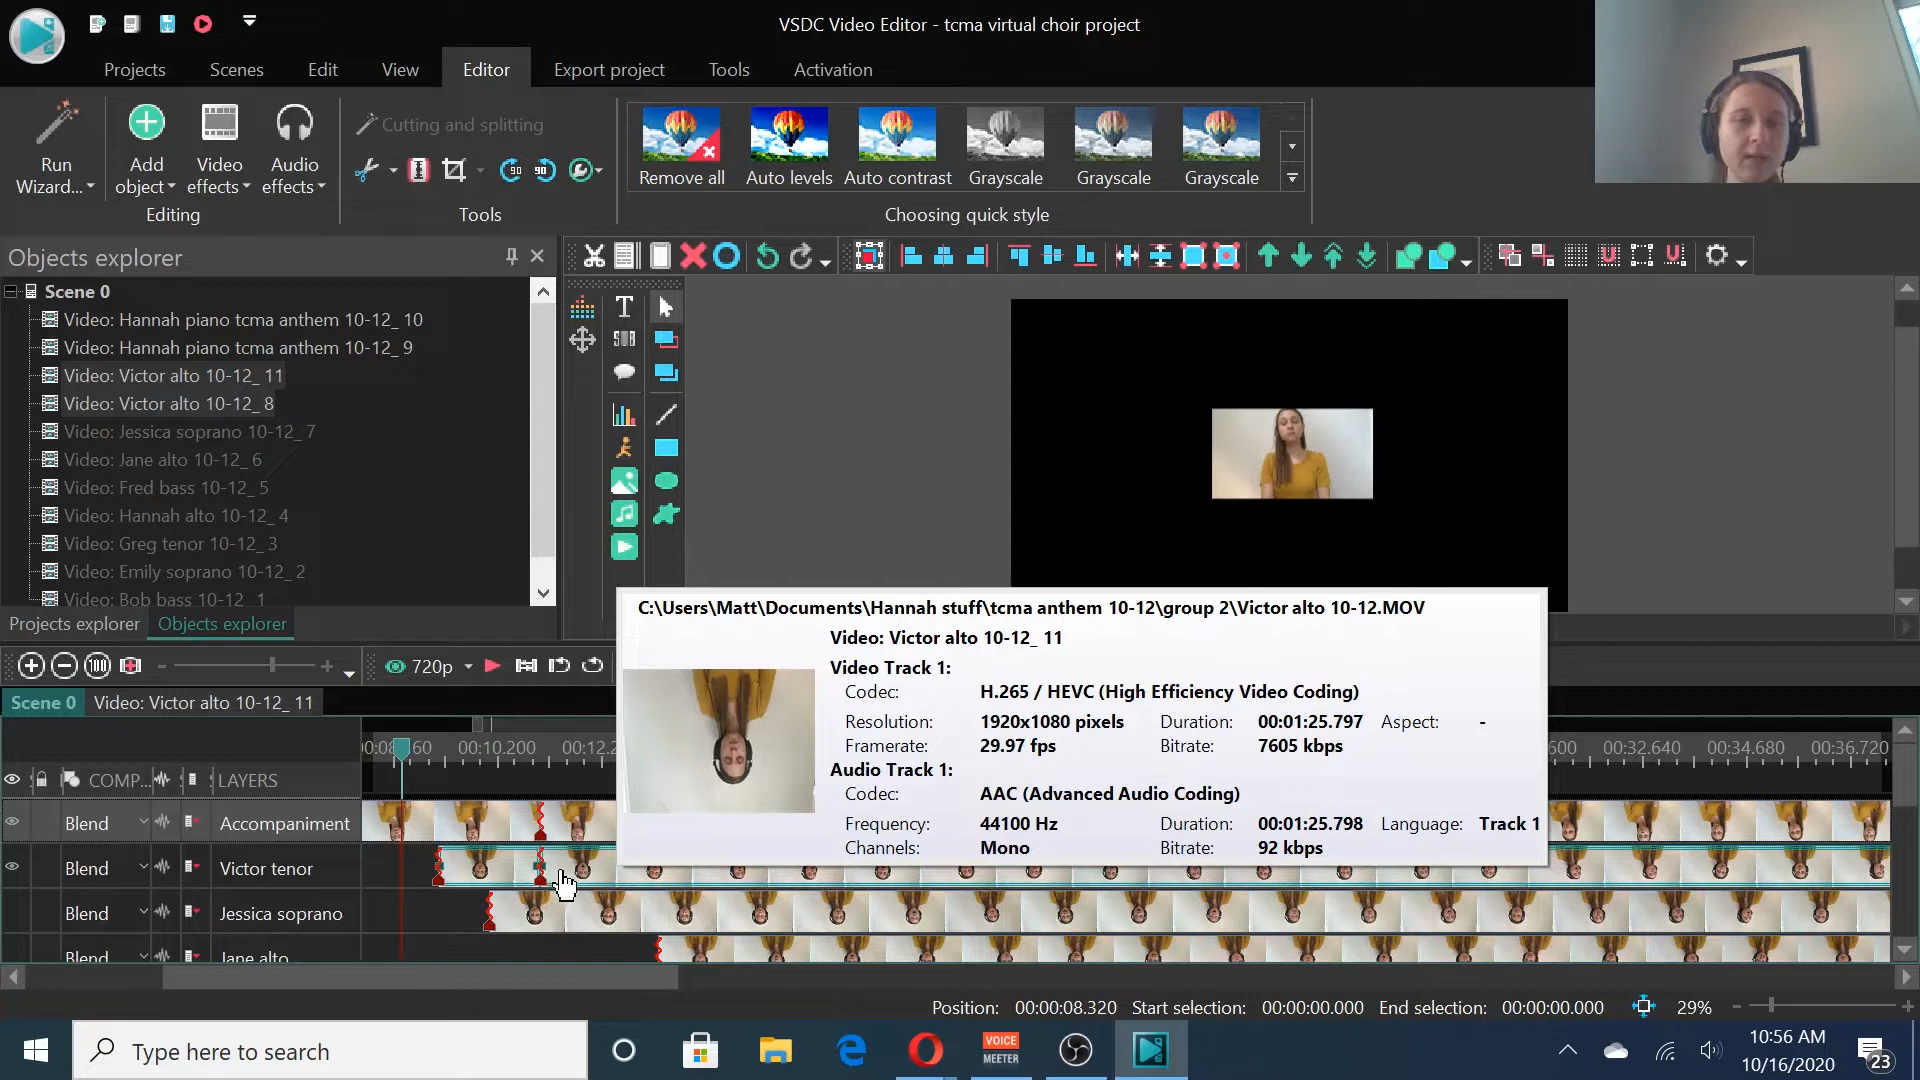 VSDC Video Editor - tcma virtual choir project
Projects
Scenes
Edit
View
Editor
Export project
Tools
Activation
Run
Wizard...
Add
object
Video
effects
Audio
effects
Editing
Cutting and splitting
Tools
Remove all
Auto levels
Auto contrast
Grayscale
Grayscale
Grayscale
Choosing quick style
Objects explorer
Scene 0
Video: Hannah piano tcma anthem 10-12_ 10
Video: Hannah piano tcma anthem 10-12_ 9
Video: Victor alto 10-12_ 11
Video: Victor alto 10-12_ 8
Video: Jessica soprano 10-12_ 7
Video: Jane alto 10-12_ 6
Video: Fred bass 10-12_ 5
Video: Hannah alto 10-12_ 4
Video: Greg tenor 10-12_ 3
Video: Emily soprano 10-12_ 2
Video: Bob bass 10-12_ 1
Projects explorer
Objects explorer
720p
C:\Users\Matt\Documents\Hannah stuff\tcma anthem 10-12\group 2\Victor alto 10-12.MOV
Video: Victor alto 10-12_ 11
Video Track 1:
Codec: H.265 / HEVC (High Efficiency Video Coding)
Resolution: 1920x1080 pixels Duration: 00:01:25.797 Aspect: -
Framerate: 29.97 fps Bitrate: 7605 kbps
Audio Track 1:
Codec: AAC (Advanced Audio Coding)
Frequency: 44100 Hz Duration: 00:01:25.798 Language: Track 1
Channels: Mono Bitrate: 92 kbps
Scene 0
Video: Victor alto 10-12_ 11
00:10.200 00:12.2 600 00:32.640 00:34.680 00:36.720
COMP... LAYERS
Blend Accompaniment
Blend Victor tenor
Blend Jessica soprano
Blend Jane alto
Position: 00:00:08.320 Start selection: 00:00:00.000 End selection: 00:00:00.000 29%
Type here to search
VOICE
MEETER
10:56 AM
10/16/2020
23